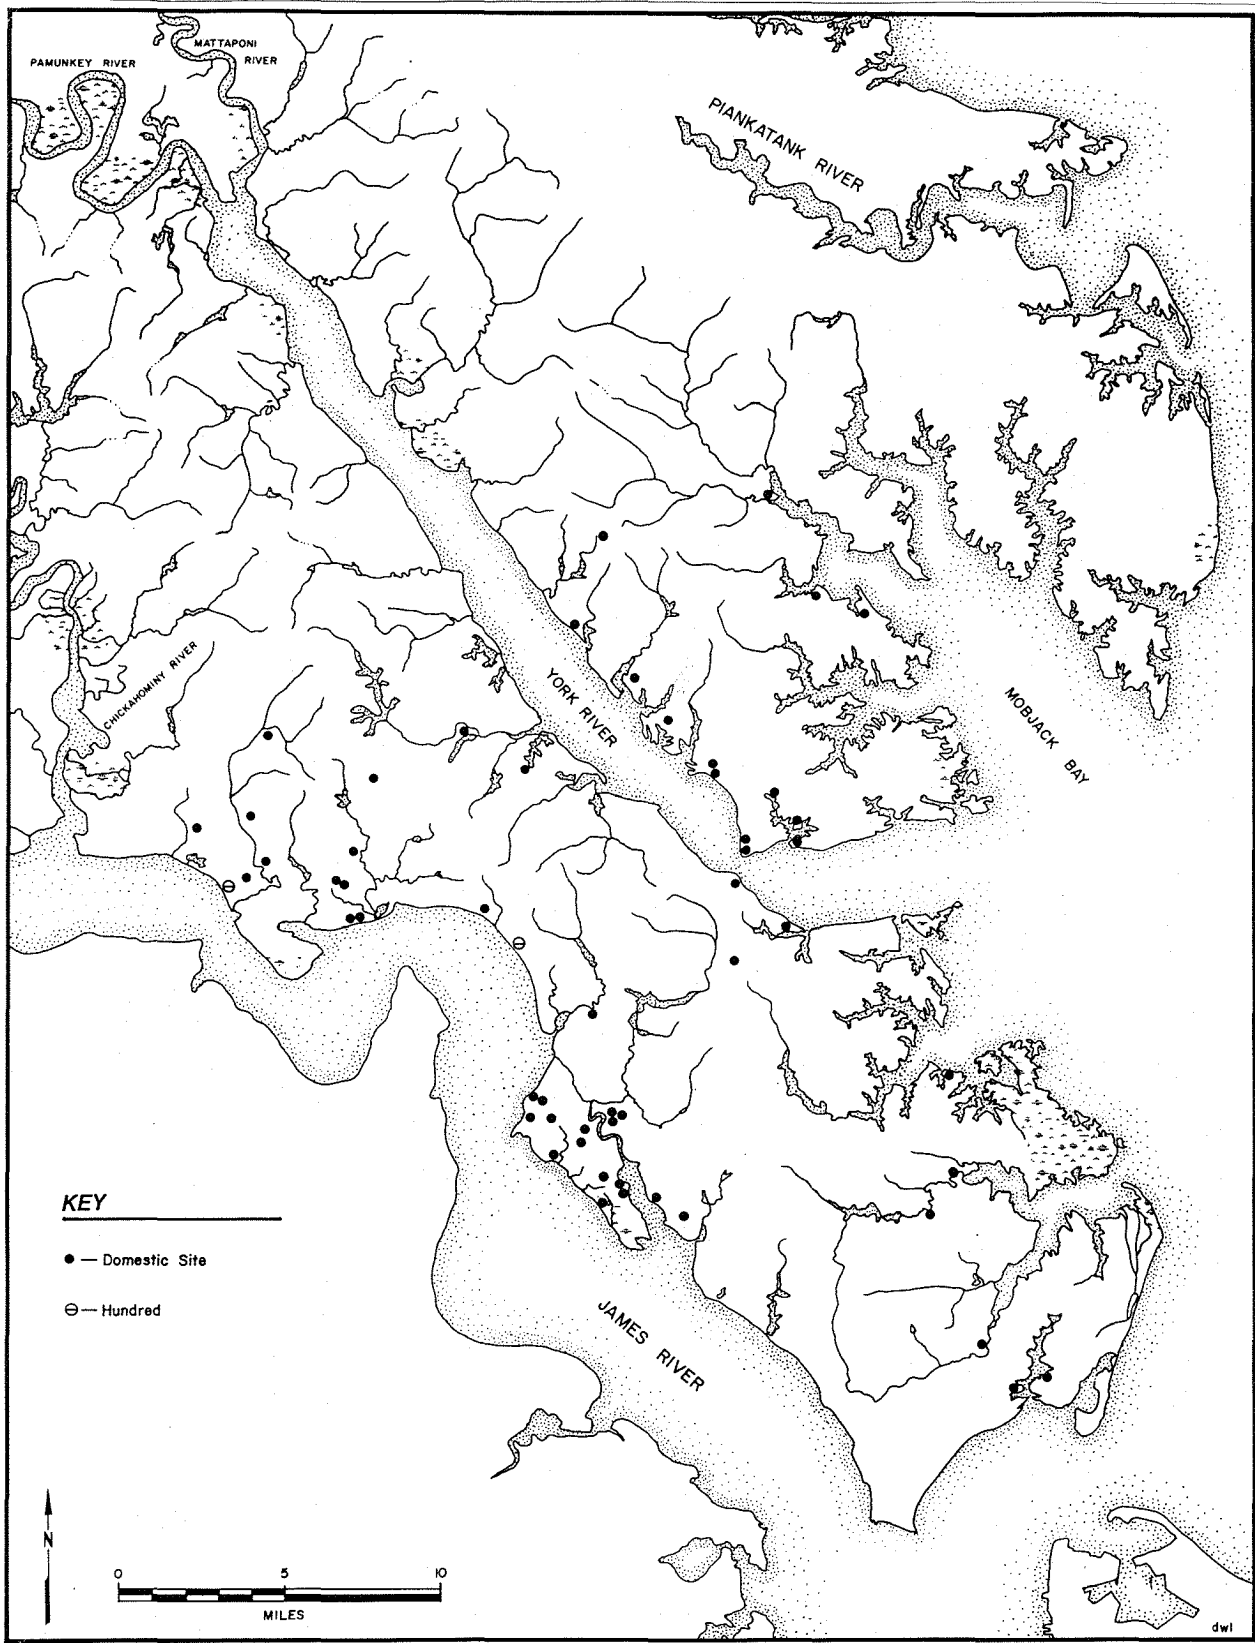 MATTAPONI
RIVER
PAMUNKEY RIVER
PIANKATANK RIVER
CHICKAHOMINY RIVER
YORK RIVER
MOBJACK BAY
KEY
— Domestic Site
— Hundred
JAMES RIVER
N
0 5 10
MILES
dwl